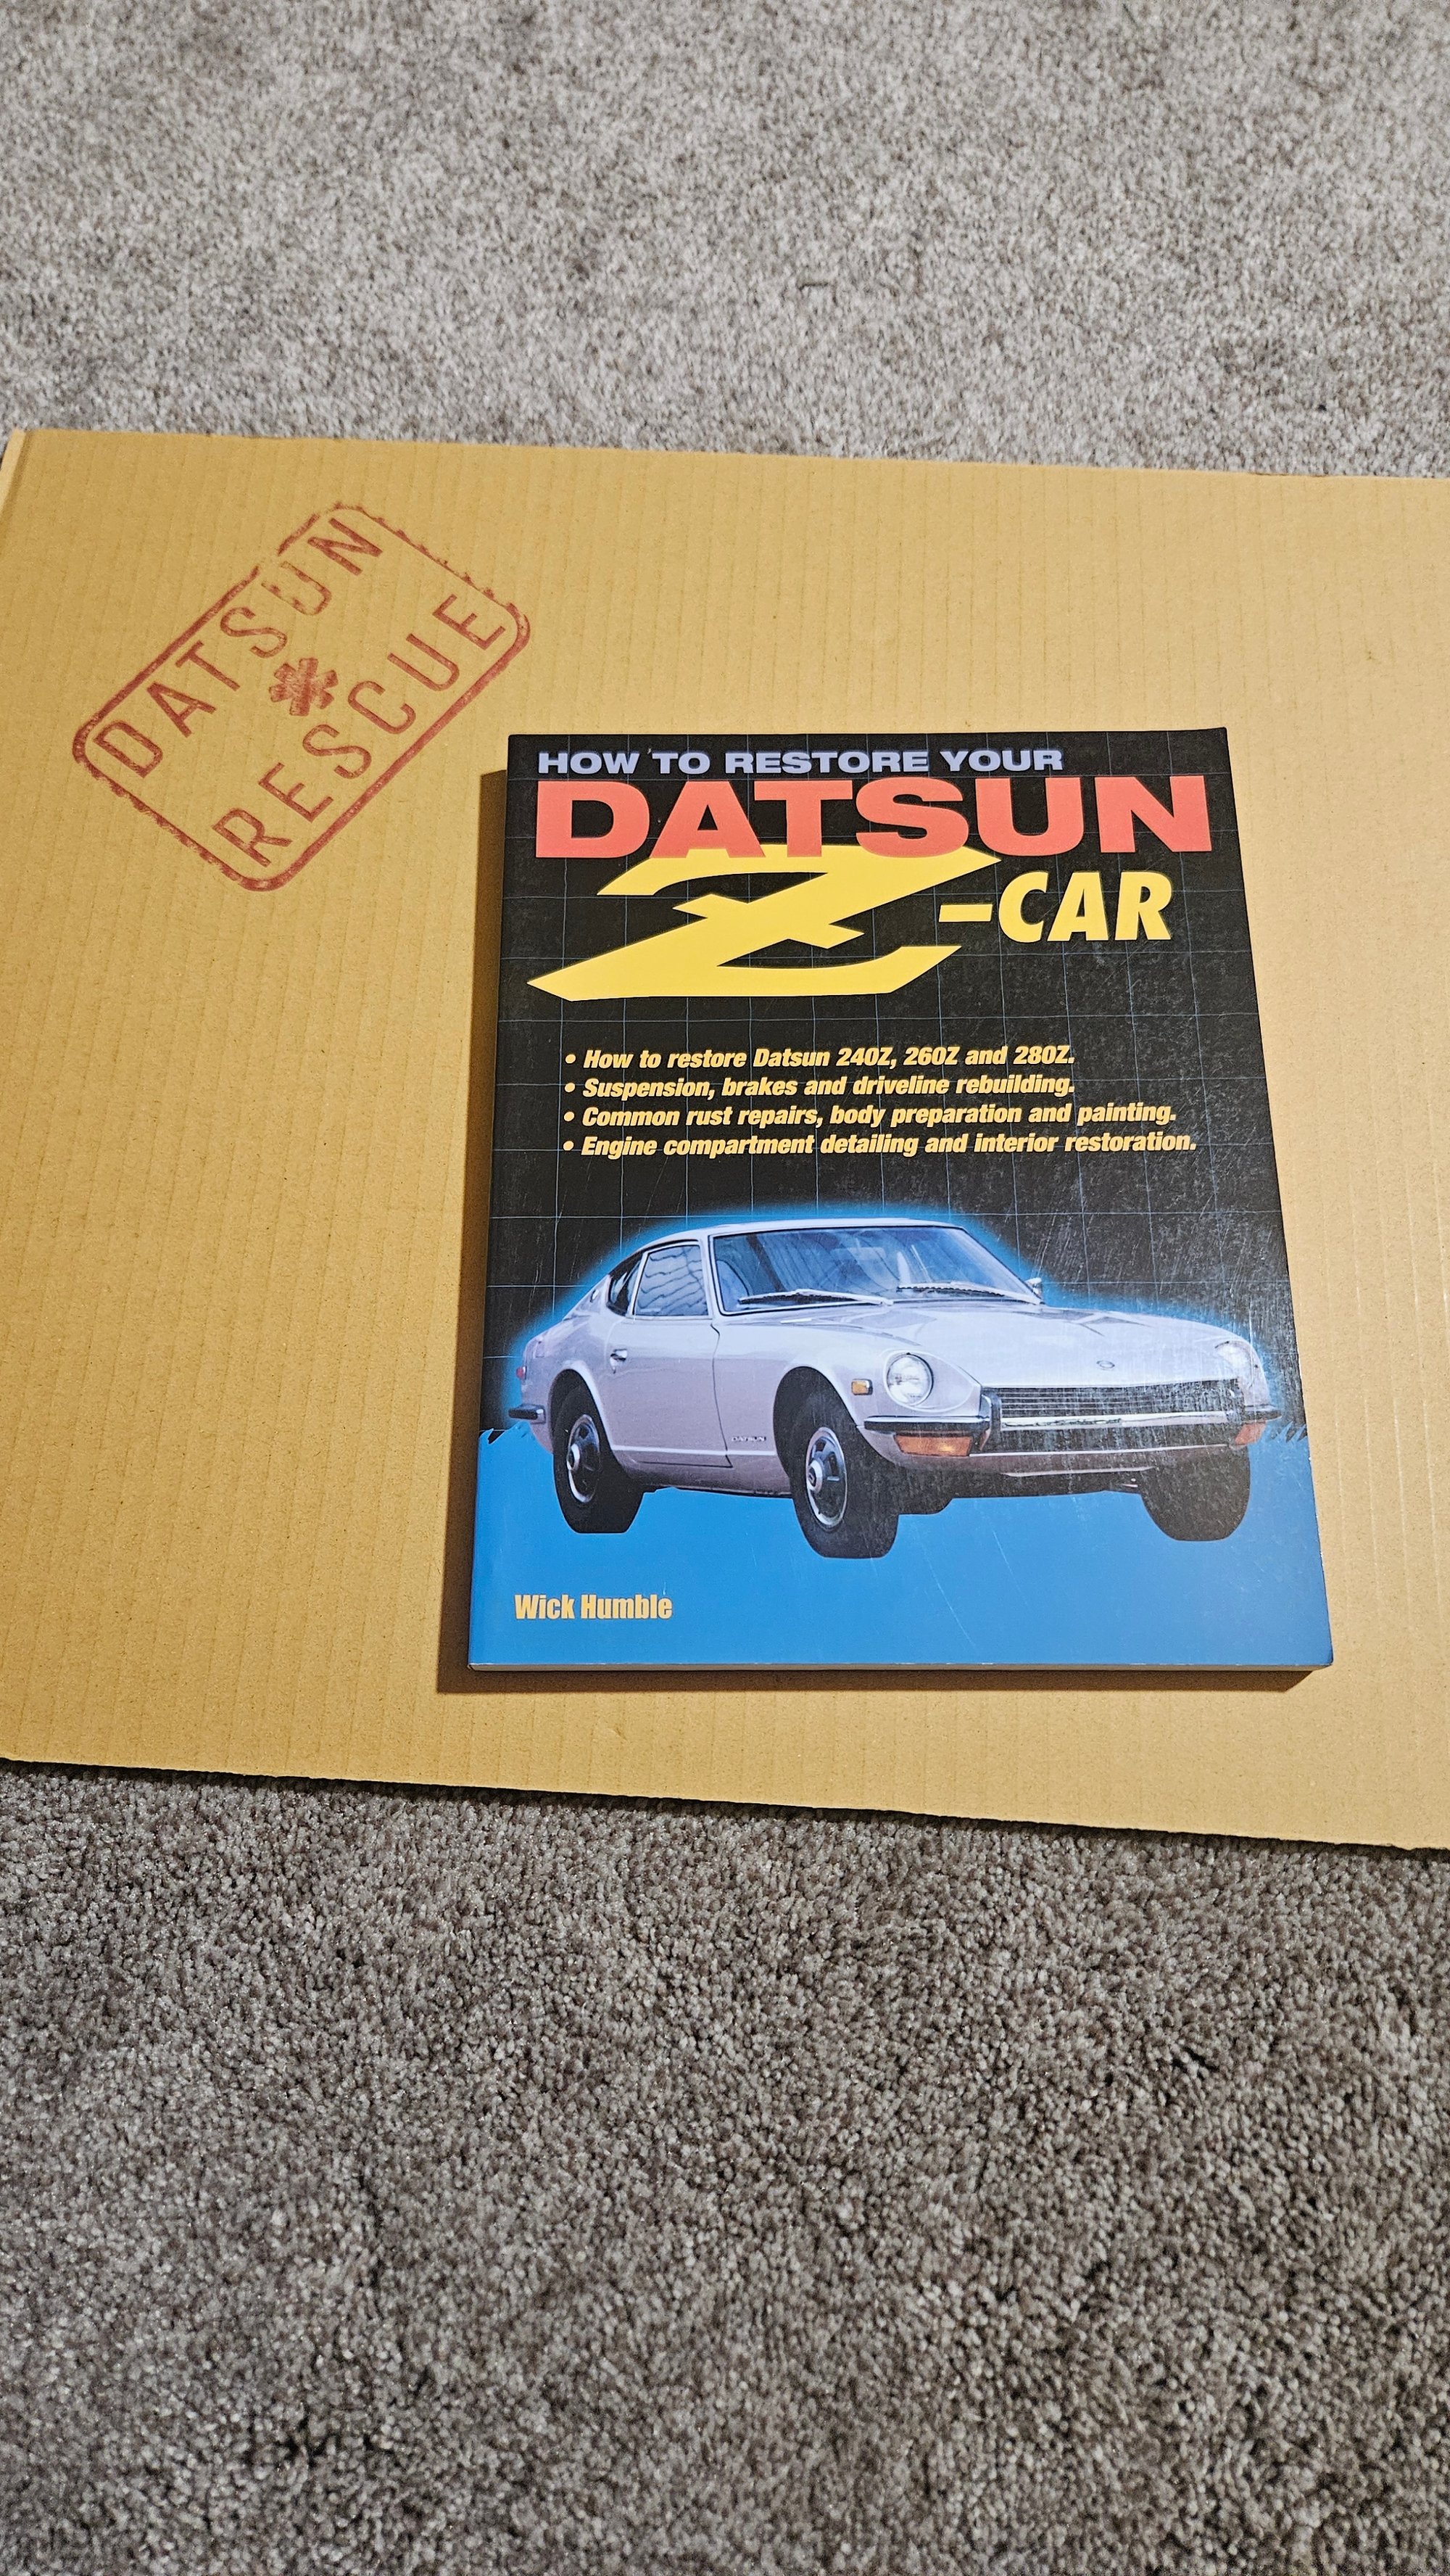 DATSUN
RESCUE
HOW TO RESTORE YOUR
DATSUN
Z-CAR
• How to restore Datsun 240Z, 260Z and 280Z.
• Suspension, brakes and driveline rebuilding.
• Common rust repairs, body preparation and painting.
• Engine compartment detailing and interior restoration.
DATSUN
Wick Humble